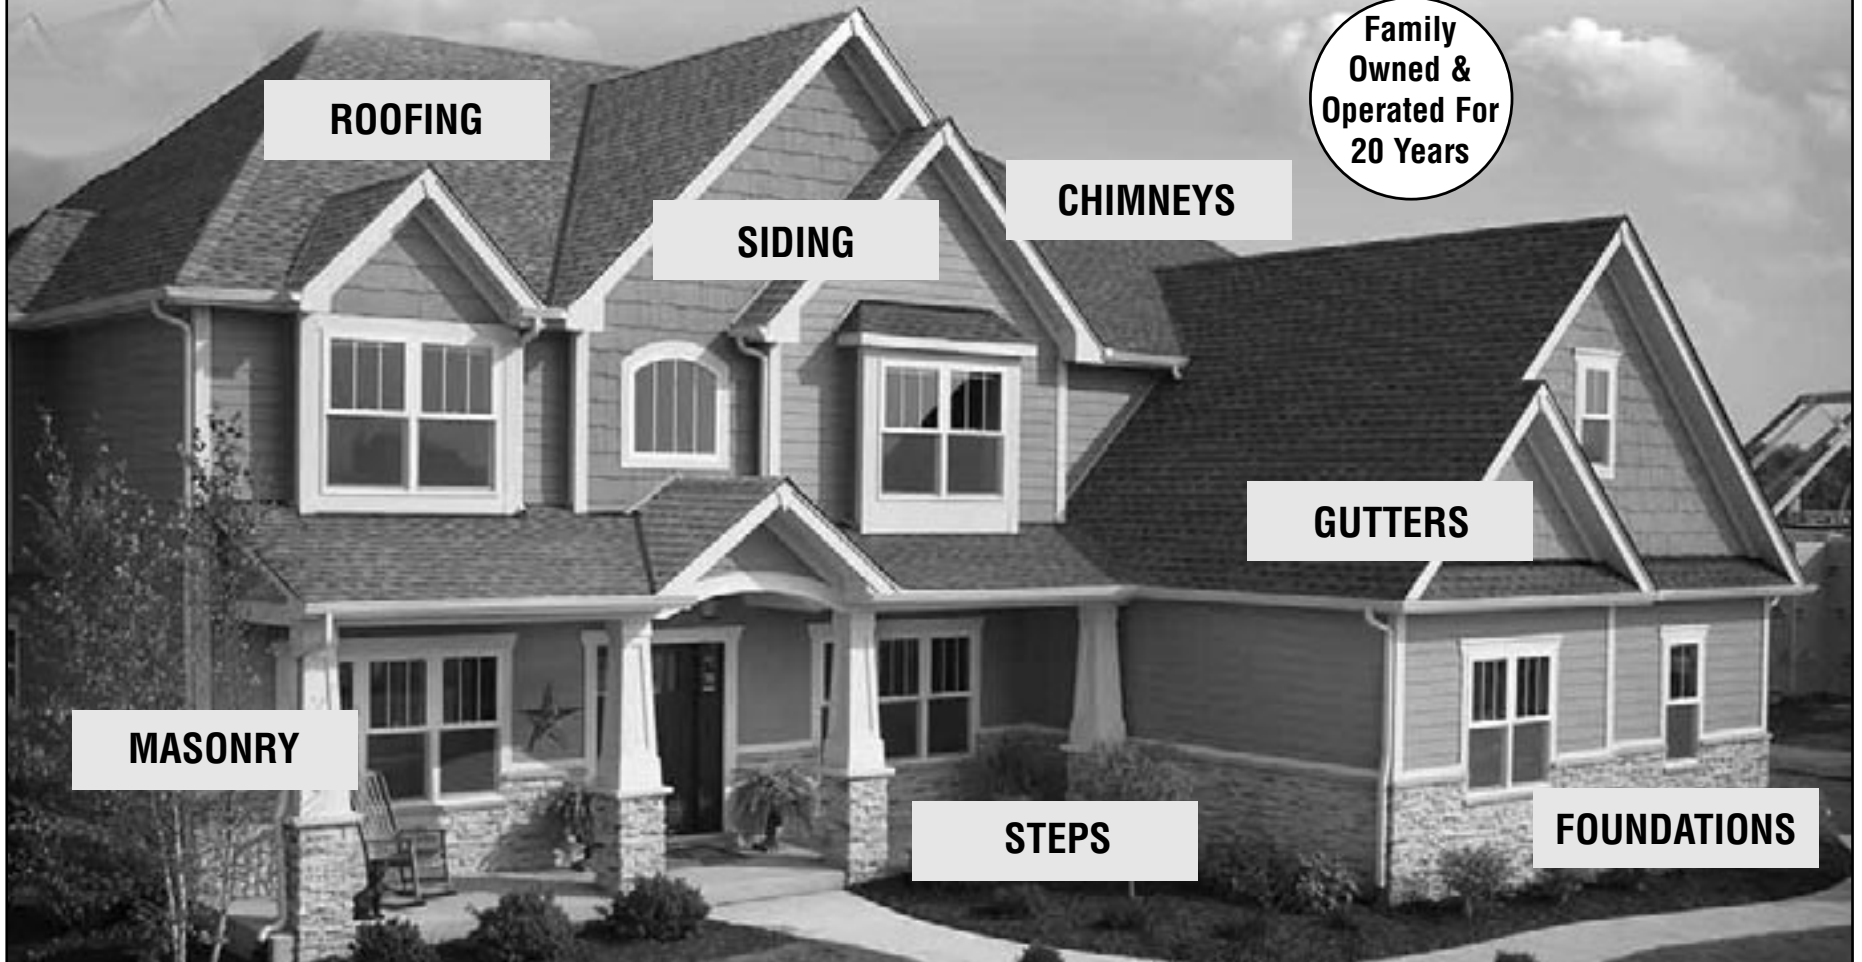 Family
Owned &
Operated For
20 Years
ROOFING
CHIMNEYS
SIDING
GUTTERS
MASONRY
STEPS
FOUNDATIONS